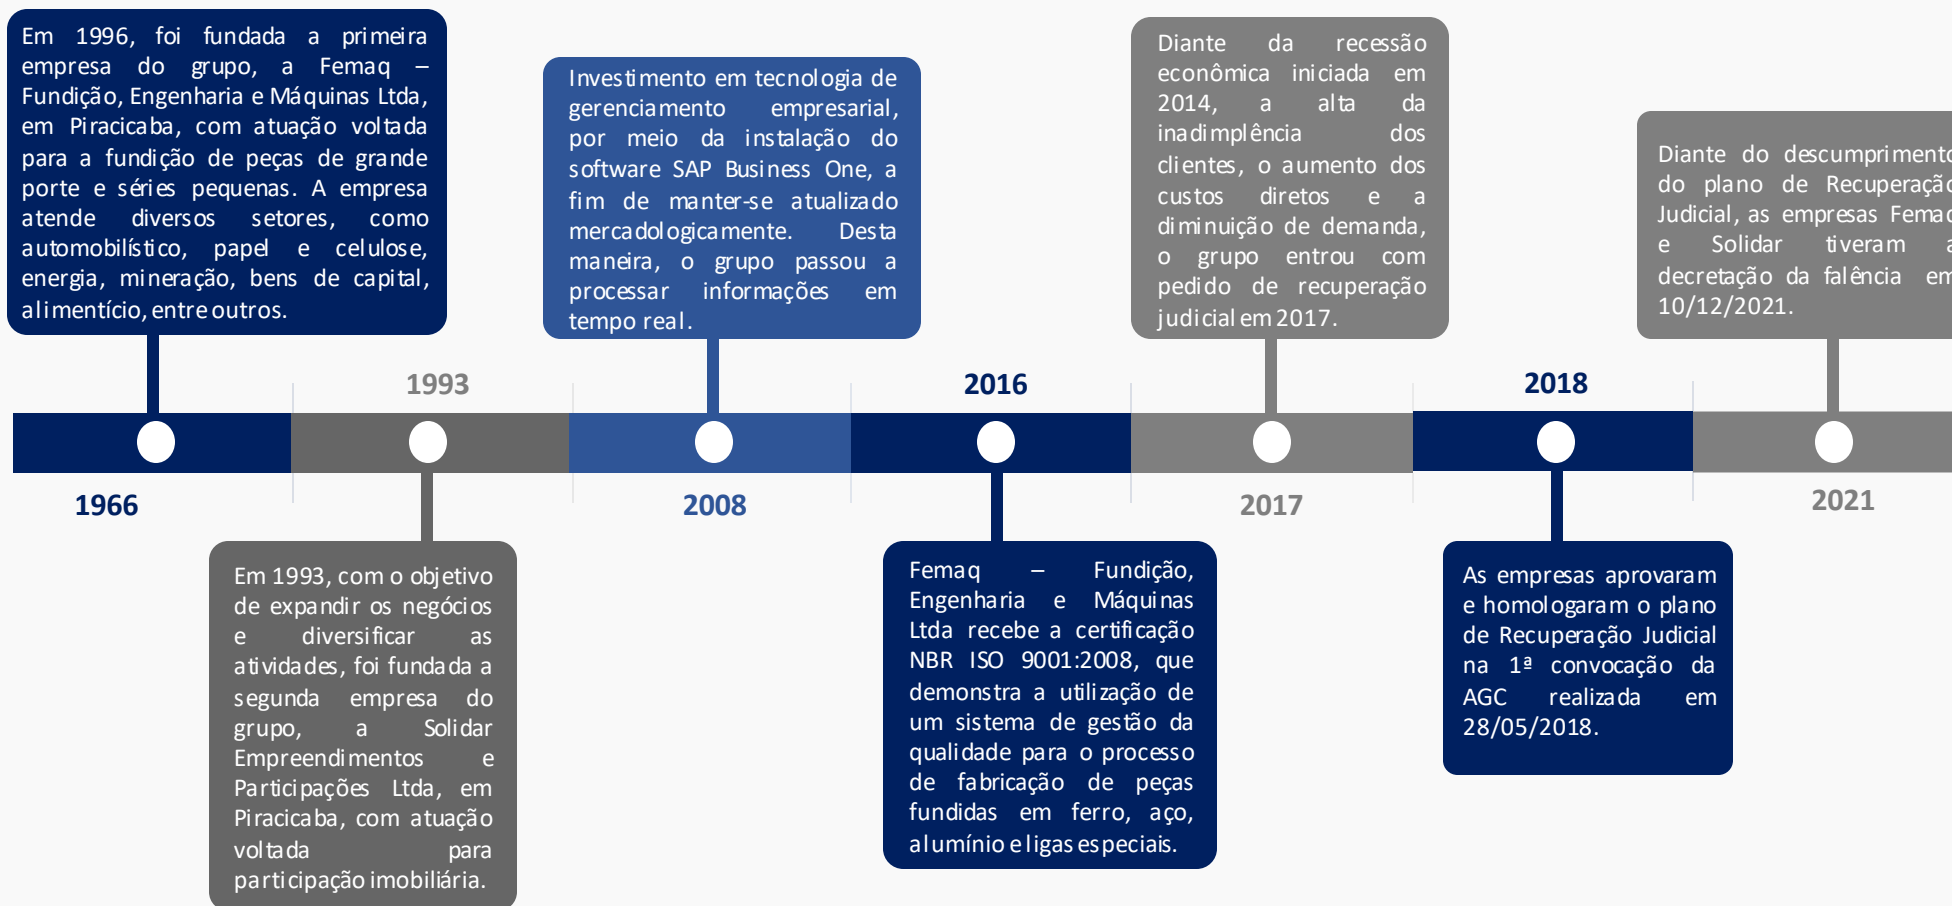 Em 1996, foi fundada a primeira
empresa do grupo, a Femaq –
Fundição, Engenharia e Máquinas Ltda,
em Piracicaba, com atuação voltada
para a fundição de peças de grande
porte e séries pequenas. A empresa
atende diversos setores, como
automobilístico, papel e celulose,
energia, mineração, bens de capital,
alimentício, entre outros.
1966
1993
Em 1993, com o objetivo
de expandir os negócios
e diversificar as
atividades, foi fundada a
segunda empresa do
grupo, a Solidar
Empreendimentos e
Participações Ltda, em
Piracicaba, com atuação
voltada para
participação imobiliária.
Investimento em tecnologia de
gerenciamento empresarial,
por meio da instalação do
software SAP Business One, a
fim de manter-se atualizado
mercadologicamente. Desta
maneira, o grupo passou a
processar informações em
tempo real.
2008
2016
Femaq – Fundição,
Engenharia e Máquinas
Ltda recebe a certificação
NBR ISO 9001:2008, que
demonstra a utilização de
um sistema de gestão da
qualidade para o processo
de fabricação de peças
fundidas em ferro, aço,
alumínio e ligas especiais.
Diante da recessão
econômica iniciada em
2014, a alta da
inadimplência dos
clientes, o aumento dos
custos diretos e a
diminuição de demanda,
o grupo entrou com
pedido de recuperação
judicial em 2017.
2017
2018
As empresas aprovaram
e homologaram o plano
de Recuperação Judicial
na 1ª convocação da
AGC realizada em
28/05/2018.
Diante do descumprimento
do plano de Recuperação
Judicial, as empresas Femaq
e Solidar tiveram a
decretação da falência em
10/12/2021.
2021